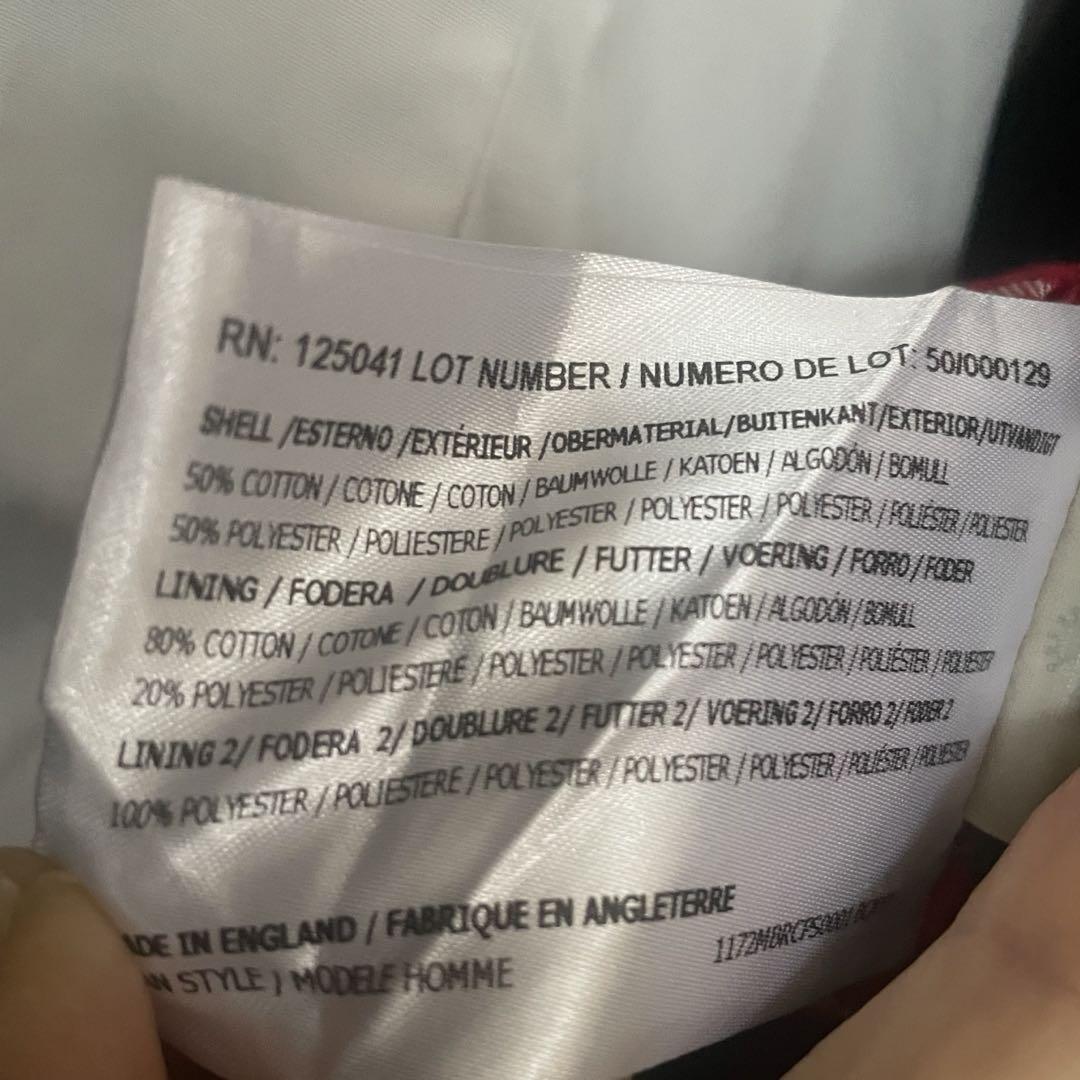 RN: 125041 LOT NUMBER / NUMERO DE LOT: 50/000129
SHELL /ESTERNO /EXTÉRIEUR /OBERMATERIAL/BUITENKANT/EXTERIOR/UTVÄNDIGT
50% COTTON / COTONE / COTON / BAUMWOLLE / KATOEN / ALGODÓN / BOMULL
50% POLYESTER / POLIESTERE / POLYESTER / POLYESTER / POLYESTER / POLIÉSTER / POLYESTER
LINING / FODERA / DOUBLURE / FUTTER / VOERING / FORRO / FODER
80% COTTON / COTONE / COTON / BAUMWOLLE / KATOEN / ALGODÓN / BOMULL
20% POLYESTER / POLIESTERE / POLYESTER / POLYESTER / POLYESTER / POLIÉSTER / POLYESTER
LINING 2/ FODERA 2/ DOUBLURE 2/ FUTTER 2/ VOERING 2/ FORRO 2/ FODER 2
100% POLYESTER / POLIESTERE / POLYESTER / POLYESTER / POLYESTER / POLIÉSTER / POLYESTER
ADE IN ENGLAND / FABRIQUE EN ANGLETERRE
AN STYLE ) MODELE HOMME